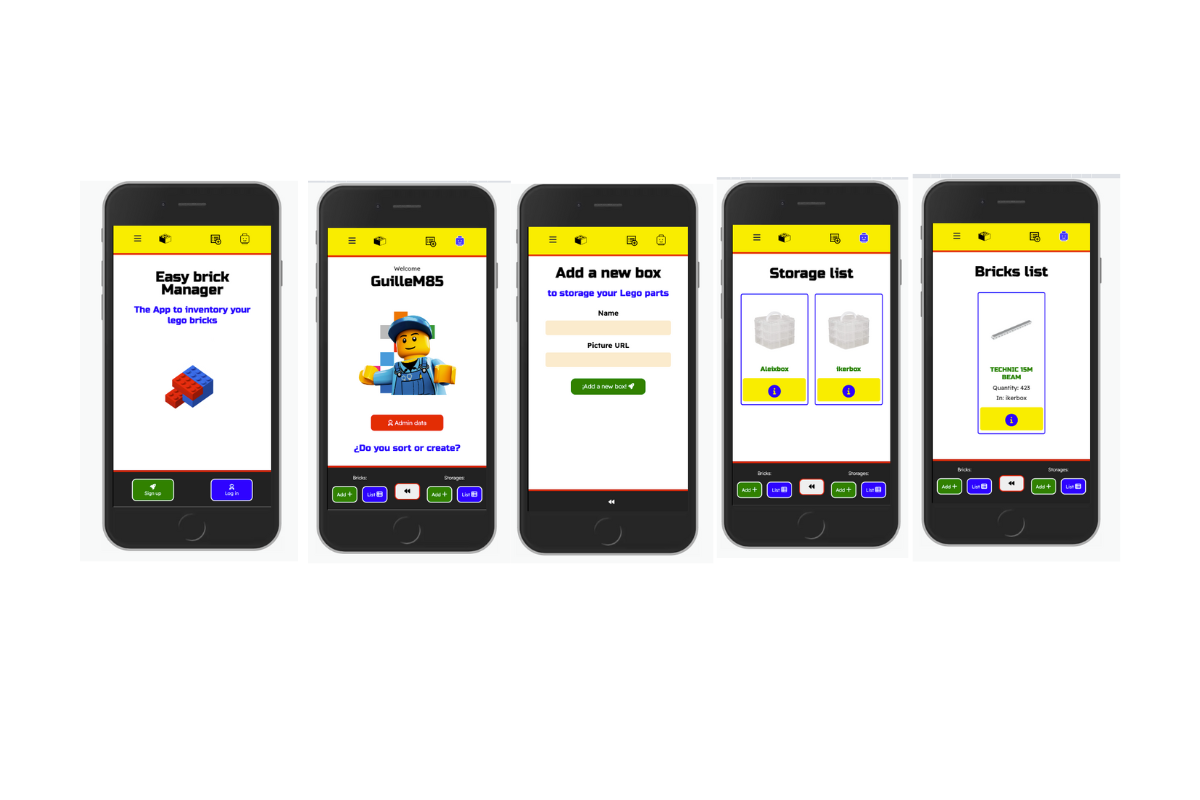 Easy brick
Manager
The App to inventory your
lego bricks
Sign up
Log in
Welcome
GuilleM85
Admin data
¿Do you sort or create?
Bricks:
Storages:
Add +
List
Add +
List
Add a new box
to storage your Lego parts
Name
Picture URL
¡Add a new box!
Storage list
Aleixbox
ikerbox
Bricks:
Storages:
Add +
List
Add +
List
Bricks list
TECHNIC 15M
BEAM
Quantity: 423
In: ikerbox
Bricks:
Storages:
Add +
List
Add +
List